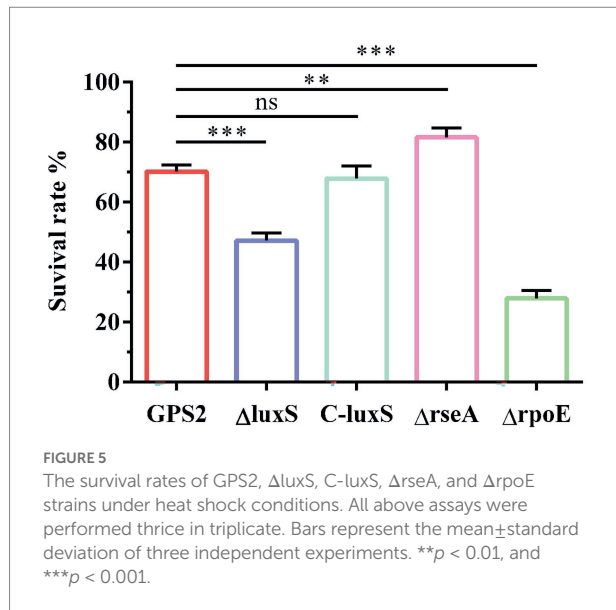 ***
**
ns
***
100
80
60
40
20
0
Suvival rate %
GPS2 ΔluxS C-luxS ΔrseA ΔrpoE
FIGURE 5
The survival rates of GPS2, ΔluxS, C-luxS, ΔrseA, and ΔrpoE
strains under heat shock conditions. All above assays were
performed thrice in triplicate. Bars represent the mean±standard
deviation of three independent experiments. **p < 0.01, and
***p < 0.001.